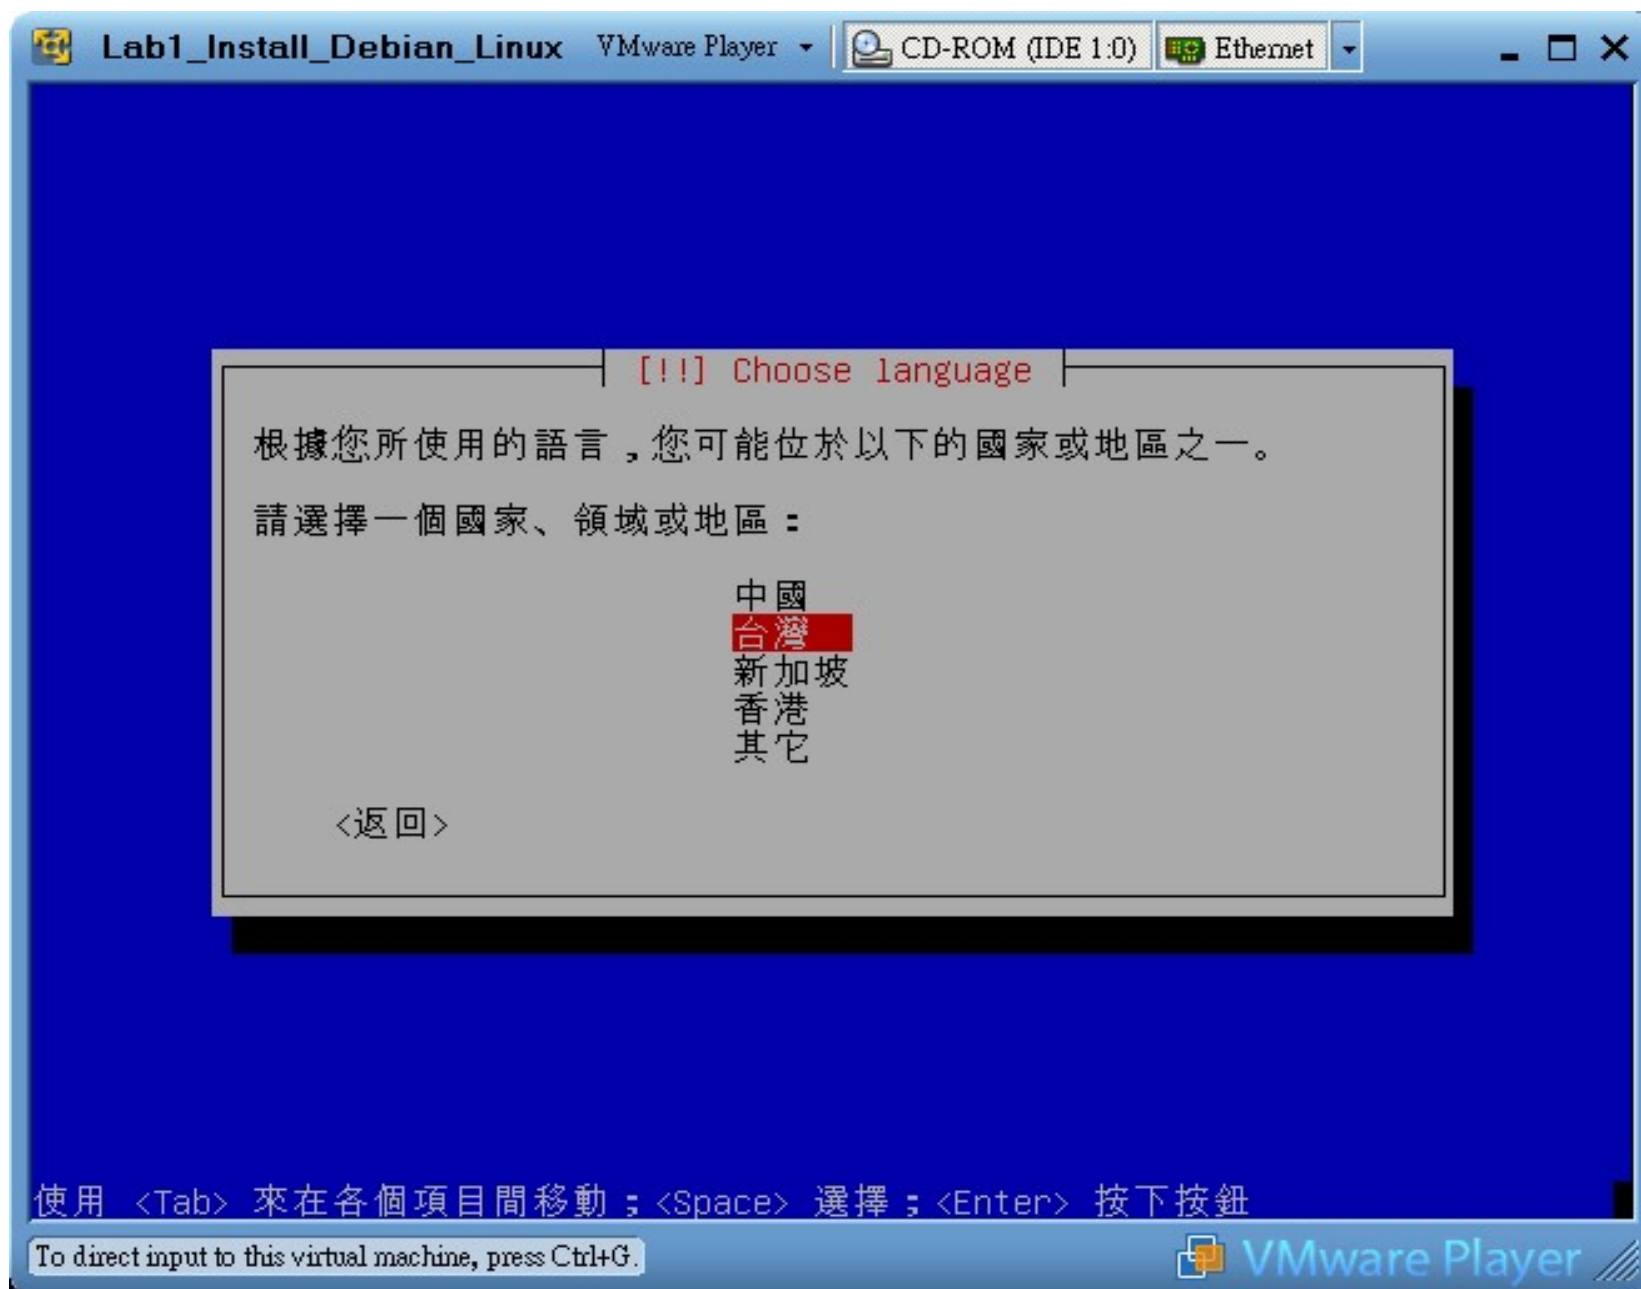 Lab1_Install_Debian_Linux VMware Player CD-ROM (IDE 1:0) Ethernet
[!!] Choose language
根據您所使用的語言,您可能位於以下的國家或地區之一。
請選擇一個國家、領域或地區:
中國
台灣
新加坡
香港
其它
<返回>
使用 <Tab> 來在各個項目間移動;<Space> 選擇;<Enter> 按下按鈕
To direct input to this virtual machine, press Ctrl+G. VMware Player